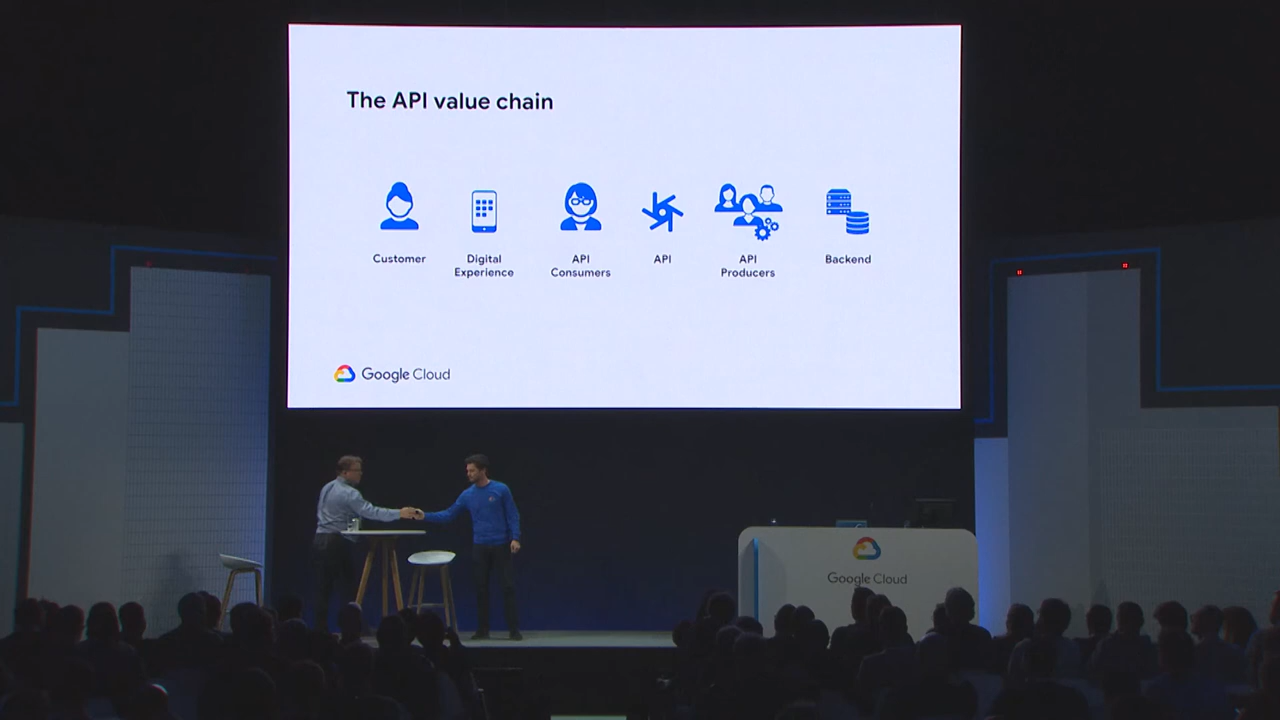 The API value chain
Customer
Digital
Experience
API
Consumers
API
API
Producers
Backend
Google Cloud
Google Cloud